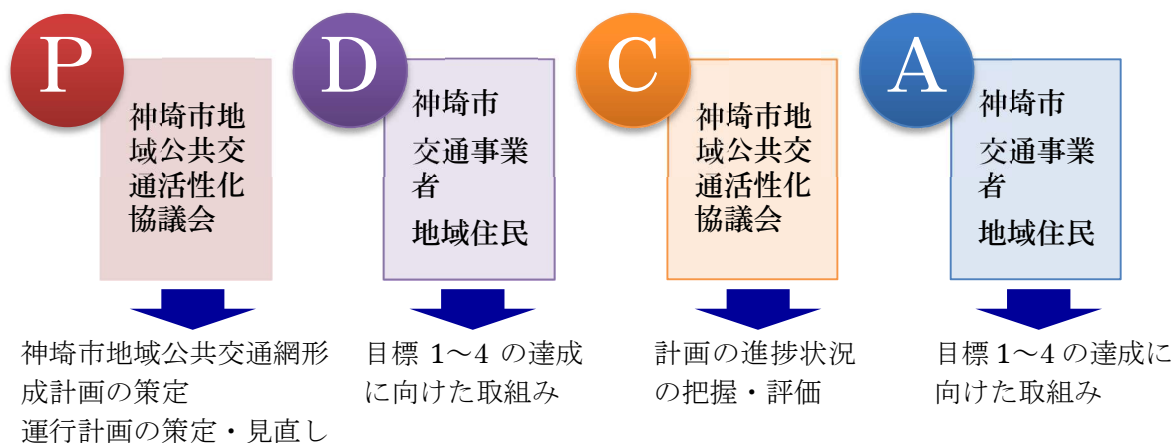 P
神埼市地
域公共交
通活性化
協議会
神埼市地域公共交通網形
成計画の策定
運行計画の策定・見直し
D
神埼市
交通事業
者
地域住民
目標 1～4 の達成
に向けた取組み
C
神埼市地
域公共交
通活性化
協議会
計画の進捗状況
の把握・評価
A
神埼市
交通事業
者
地域住民
目標 1～4 の達成に
向けた取組み